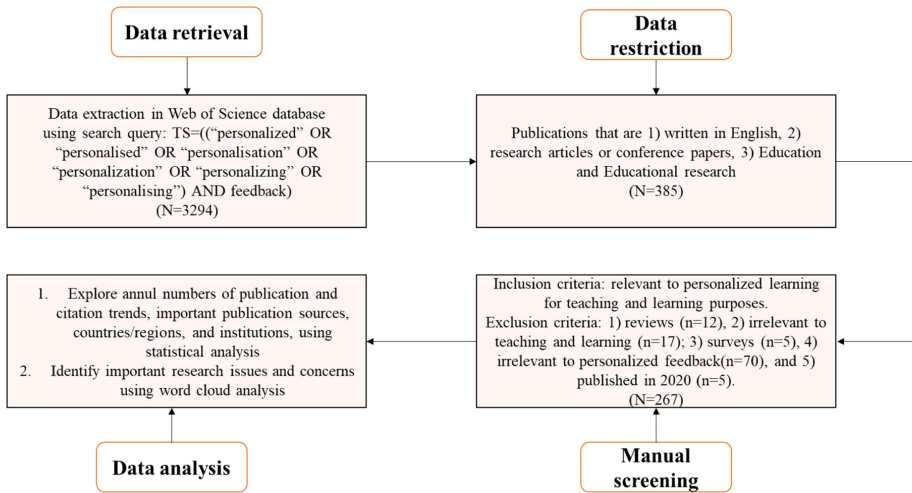 Data retrieval
Data extraction in Web of Science database
using search query: TS=((“personalized” OR
“personalised” OR “personalisation” OR
“personalization” OR “personalizing” OR
“personalising”) AND feedback)
(N=3294)
Data
restriction
Publications that are 1) written in English, 2)
research articles or conference papers, 3) Education
and Educational research
(N=385)
Inclusion criteria: relevant to personalized learning
for teaching and learning purposes.
Exclusion criteria: 1) reviews (n=12), 2) irrelevant to
teaching and learning (n=17); 3) surveys (n=5), 4)
irrelevant to personalized feedback(n=70), and 5)
published in 2020 (n=5).
(N=267)
Manual
screening
1. Explore annul numbers of publication and
citation trends, important publication sources,
countries/regions, and institutions, using
statistical analysis
2. Identify important research issues and concerns
using word cloud analysis
Data analysis